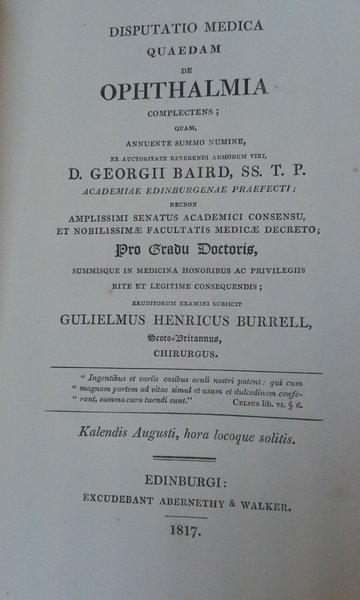 DISPUTATIO MEDICA
QUAEDAM
DE
OPHTHALMIA
COMPLECTENS;
QUAM,
ANNUENTE SUMMO NUMINE,
EX AUCTORITATE REVERENDI ADMODUM VIRI,
D. GEORGII BAIRD, SS. T. P.
ACADEMIAE EDINBURGENAE PRAEFECTI;
NECNON
AMPLISSIMI SENATUS ACADEMICI CONSENSU,
ET NOBILISSIMÆ FACULTATIS MEDICÆ DECRETO;
Pro Gradu Doctoris,
SUMMISQUE IN MEDICINA HONORIBUS AC PRIVILEGIIS
RITE ET LEGITIME CONSEQUENDIS;
ERUDITORUM EXAMINI SUBJICIT
GULIELMUS HENRICUS BURRELL,
Scoto-Britannus,
CHIRURGUS.
" Ingentibus et variis casibus oculi nostri patent: qui cum
" magnam partem ad vitae simul et usum et dulcedinem confe-
" rant, summa cura tuendi sunt." CELSUS lib. VI. § 6.
Kalendis Augusti, hora locoque solitis.
EDINBURGI:
EXCUDEBANT ABERNETHY & WALKER.
1817.